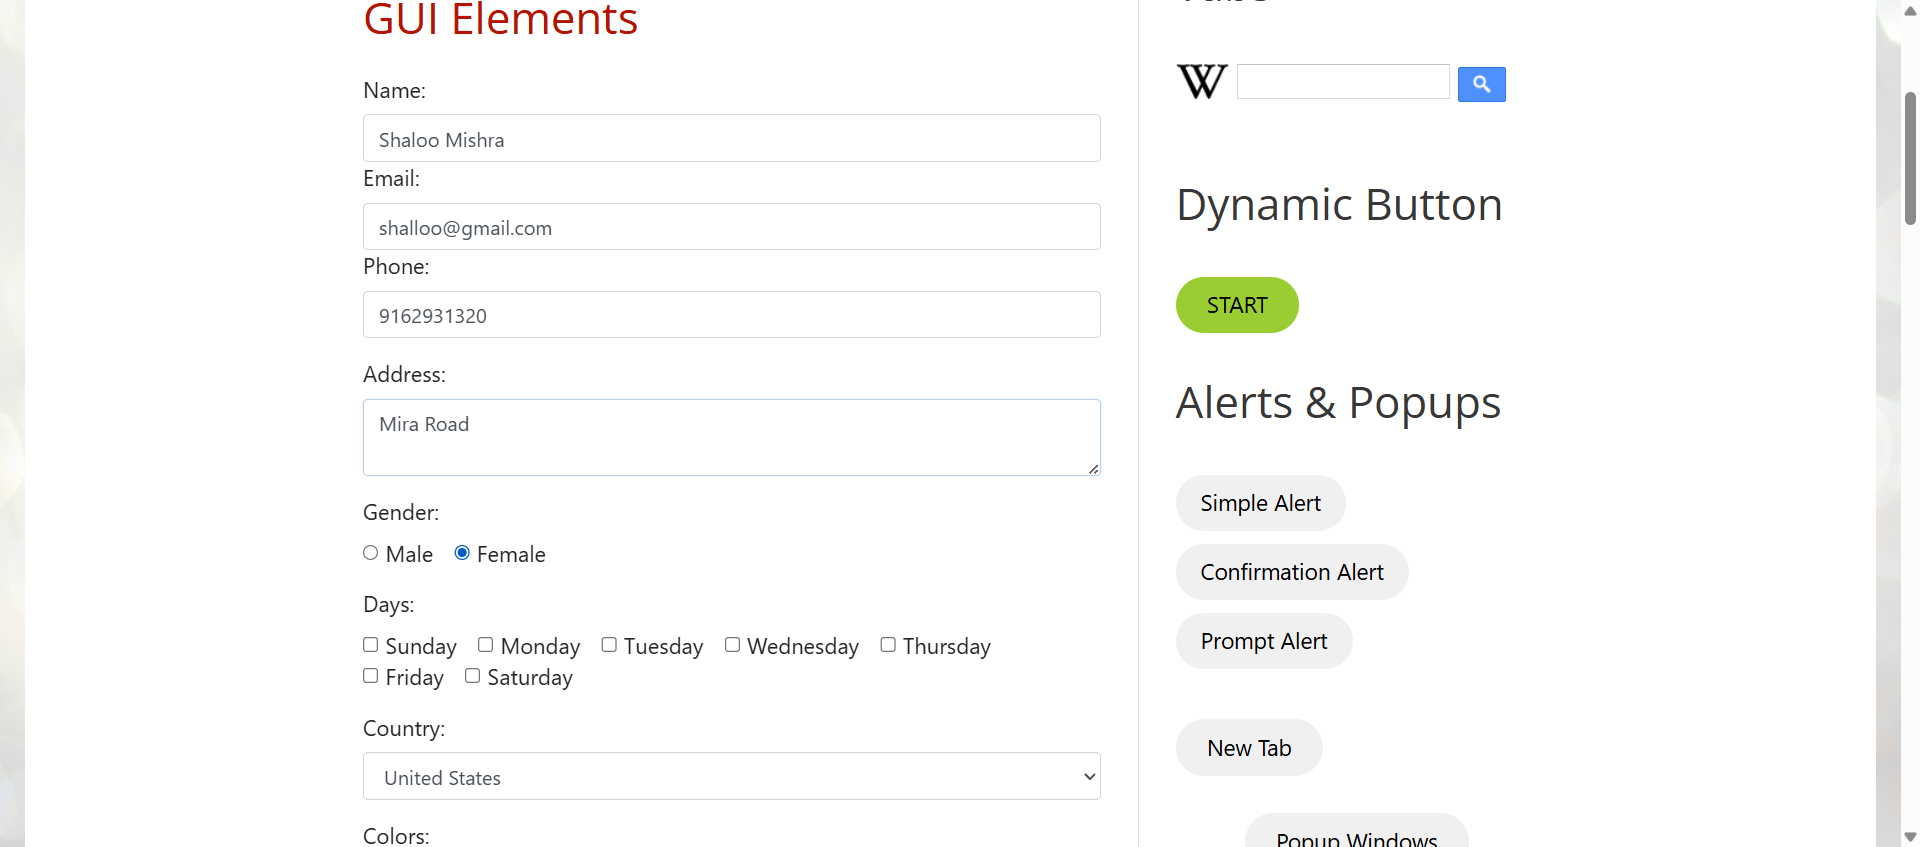 GUI Elements
Name:
Shaloo Mishra
Email:
shalloo@gmail.com
Phone:
9162931320
Address:
Mira Road
Gender:
Male Female
Days:
Sunday Monday Tuesday Wednesday Thursday
Friday Saturday
Country:
United States
Colors:
W
Dynamic Button
START
Alerts & Popups
Simple Alert
Confirmation Alert
Prompt Alert
New Tab
Popup Windows